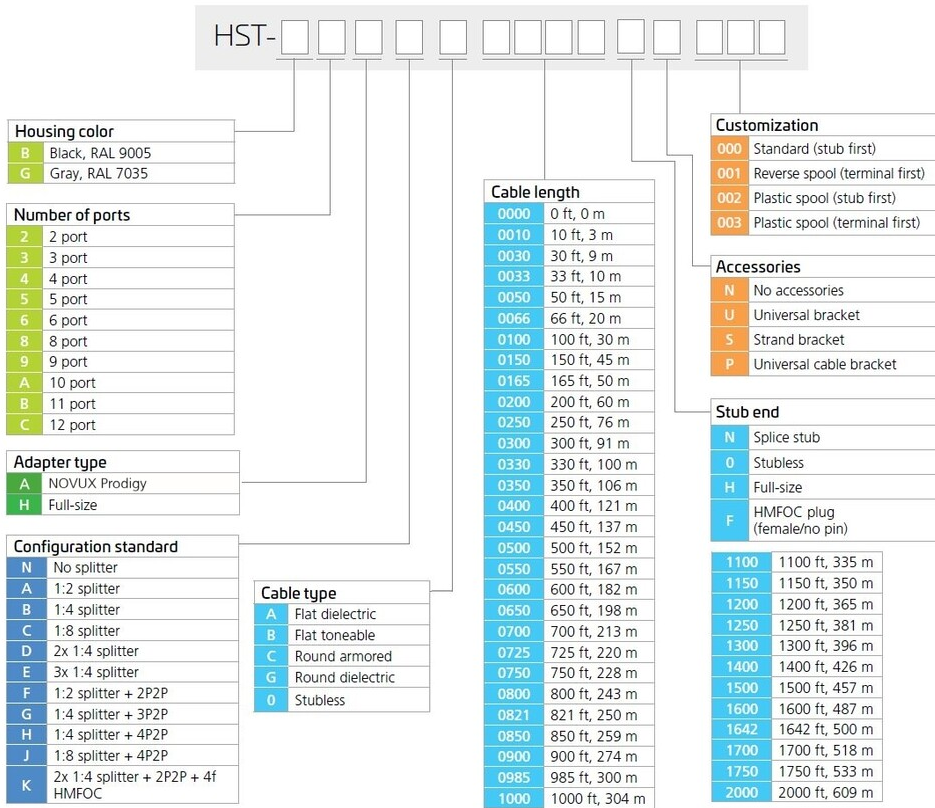 HST-
Housing color
B Black, RAL 9005
G Gray, RAL 7035
Number of ports
2 2 port
3 3 port
4 4 port
5 5 port
6 6 port
8 8 port
9 9 port
A 10 port
B 11 port
C 12 port
Adapter type
A NOVUX Prodigy
H Full-size
Configuration standard
N No splitter
A 1:2 splitter
B 1:4 splitter
C 1:8 splitter
D 2x 1:4 splitter
E 3x 1:4 splitter
F 1:2 splitter + 2P2P
G 1:4 splitter + 3P2P
H 1:4 splitter + 4P2P
J 1:8 splitter + 4P2P
K 2x 1:4 splitter + 2P2P + 4f
HMFOC
Cable type
A Flat dielectric
B Flat toneable
C Round armored
G Round dielectric
0 Stubless
Cable length
0000 0 ft, 0 m
0010 10 ft, 3 m
0030 30 ft, 9 m
0033 33 ft, 10 m
0050 50 ft, 15 m
0066 66 ft, 20 m
0100 100 ft, 30 m
0150 150 ft, 45 m
0165 165 ft, 50 m
0200 200 ft, 60 m
0250 250 ft, 76 m
0300 300 ft, 91 m
0330 330 ft, 100 m
0350 350 ft, 106 m
0400 400 ft, 121 m
0450 450 ft, 137 m
0500 500 ft, 152 m
0550 550 ft, 167 m
0600 600 ft, 182 m
0650 650 ft, 198 m
0700 700 ft, 213 m
0725 725 ft, 220 m
0750 750 ft, 228 m
0800 800 ft, 243 m
0821 821 ft, 250 m
0850 850 ft, 259 m
0900 900 ft, 274 m
0985 985 ft, 300 m
1000 1000 ft, 304 m
1100 1100 ft, 335 m
1150 1150 ft, 350 m
1200 1200 ft, 365 m
1250 1250 ft, 381 m
1300 1300 ft, 396 m
1400 1400 ft, 426 m
1500 1500 ft, 457 m
1600 1600 ft, 487 m
1642 1642 ft, 500 m
1700 1700 ft, 518 m
1750 1750 ft, 533 m
2000 2000 ft, 609 m
Stub end
N Splice stub
0 Stubless
H Full-size
F HMFOC plug
(female/no pin)
Accessories
N No accessories
U Universal bracket
S Strand bracket
P Universal cable bracket
Customization
000 Standard (stub first)
001 Reverse spool (terminal first)
002 Plastic spool (stub first)
003 Plastic spool (terminal first)